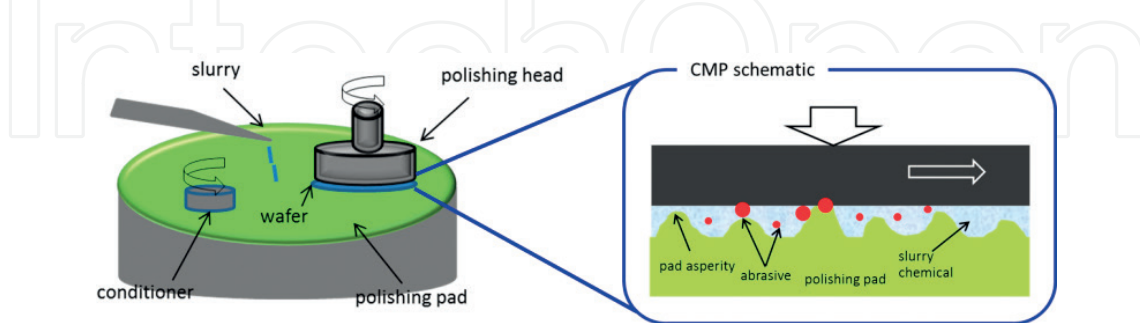 IntechOpen
slurry
polishing head
wafer
conditioner
polishing pad
CMP schematic
pad asperity
abrasive
polishing pad
slurry
chemical